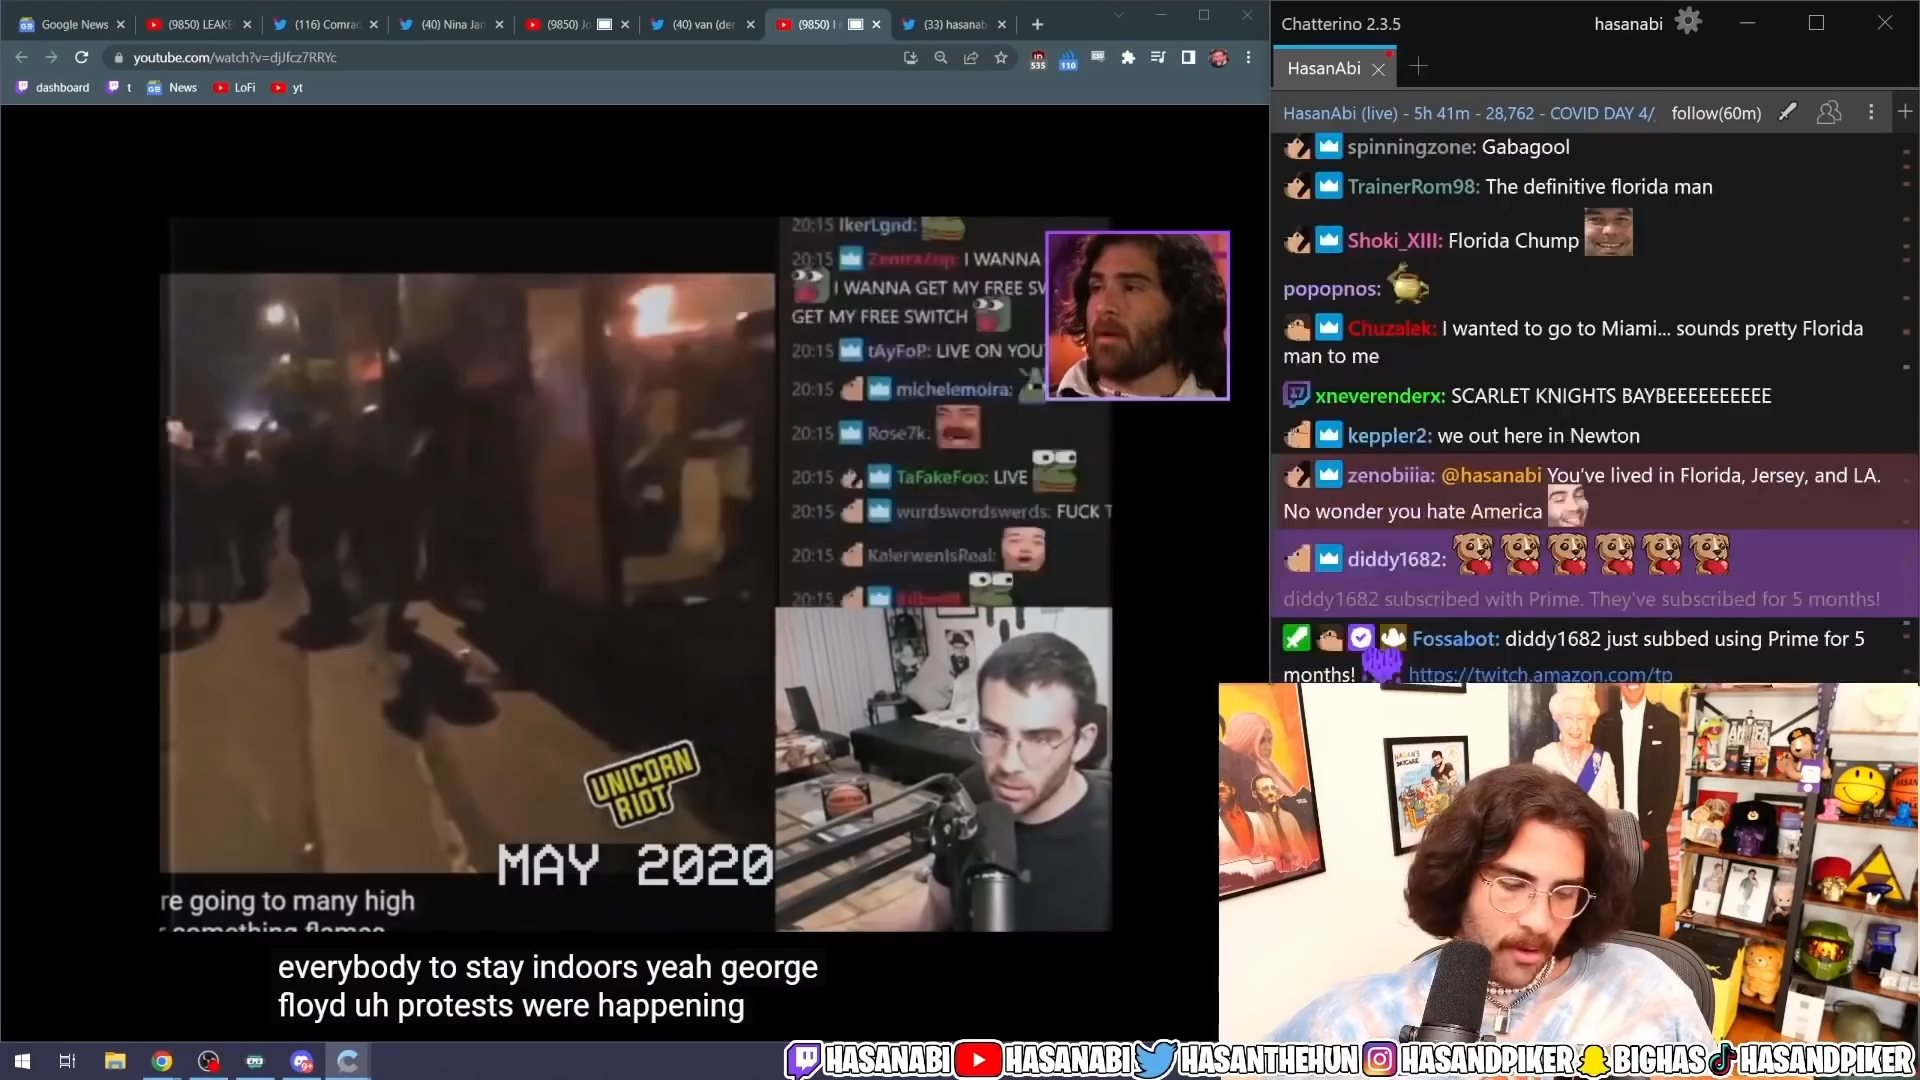 Google News
(9850) LEAKE
(116) Comrad
(40) Nina Jan
(9850) Jo
(40) van (der
(9850) I s
(33) hasanab
youtube.com/watch?v=djJfcz7RRYc
535
110
dashboard
t
News
LoFi
yt
20:15 IkerLgnd:
20:15 I WANNA
I WANNA GET MY FREE SW
GET MY FREE SWITCH
20:15 tAyFoP: LIVE ON YOU
20:15 michelemoira:
20:15 Rose7k:
20:15 TaFakeFoo: LIVE
20:15 wurdswordswerds: FUCK T
20:15 KalerwenIsReal:
20:15
UNICORN
RIOT
MAY 2020
re going to many high
something flames
everybody to stay indoors yeah george
floyd uh protests were happening
Chatterino 2.3.5
hasanabi
HasanAbi
HasanAbi (live) - 5h 41m - 28,762 - COVID DAY 4/
follow(60m)
spinningzone: Gabagool
TrainerRom98: The definitive florida man
Shoki_XIII: Florida Chump
popopnos:
Chuzalek: I wanted to go to Miami... sounds pretty Florida
man to me
xneverenderx: SCARLET KNIGHTS BAYBEEEEEEEEEE
keppler2: we out here in Newton
zenobiiia: @hasanabi You've lived in Florida, Jersey, and LA.
No wonder you hate America
diddy1682:
diddy1682 subscribed with Prime. They've subscribed for 5 months!
Fossabot: diddy1682 just subbed using Prime for 5
months! https://twitch.amazon.com/tp
HASAN'S
DAYCARE
HASANABI HASANABI HASANTHEHUN HASANDPIKER BIGHAS HASANDPIKER